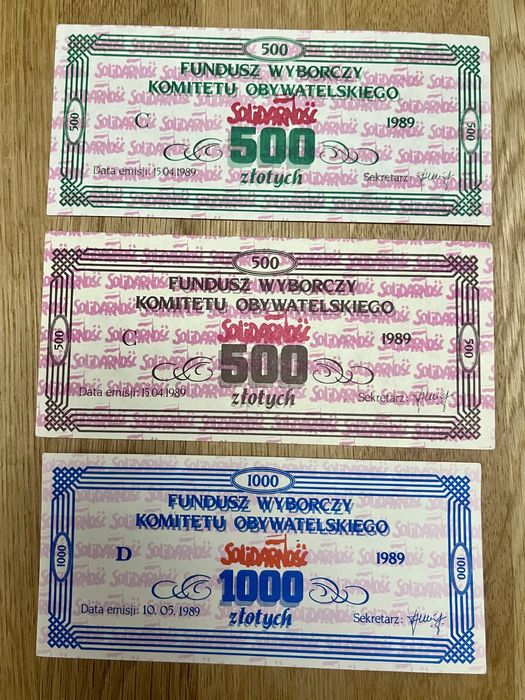 500
FUNDUSZ WYBORCZY
KOMITETU OBYWATELSKIEGO
SOLIDARNOŚĆ
C 1989
500 500
500
złotych
Data emisji: 15.04.1989 Sekretarz:
500
FUNDUSZ WYBORCZY
KOMITETU OBYWATELSKIEGO
SOLIDARNOŚĆ
C 1989
500 500
500
złotych
Data emisji: 15.04.1989 Sekretarz:
1000
FUNDUSZ WYBORCZY
KOMITETU OBYWATELSKIEGO
SOLIDARNOŚĆ
D 1989
1000 1000
1000
złotych
Data emisji: 10.05.1989 Sekretarz: